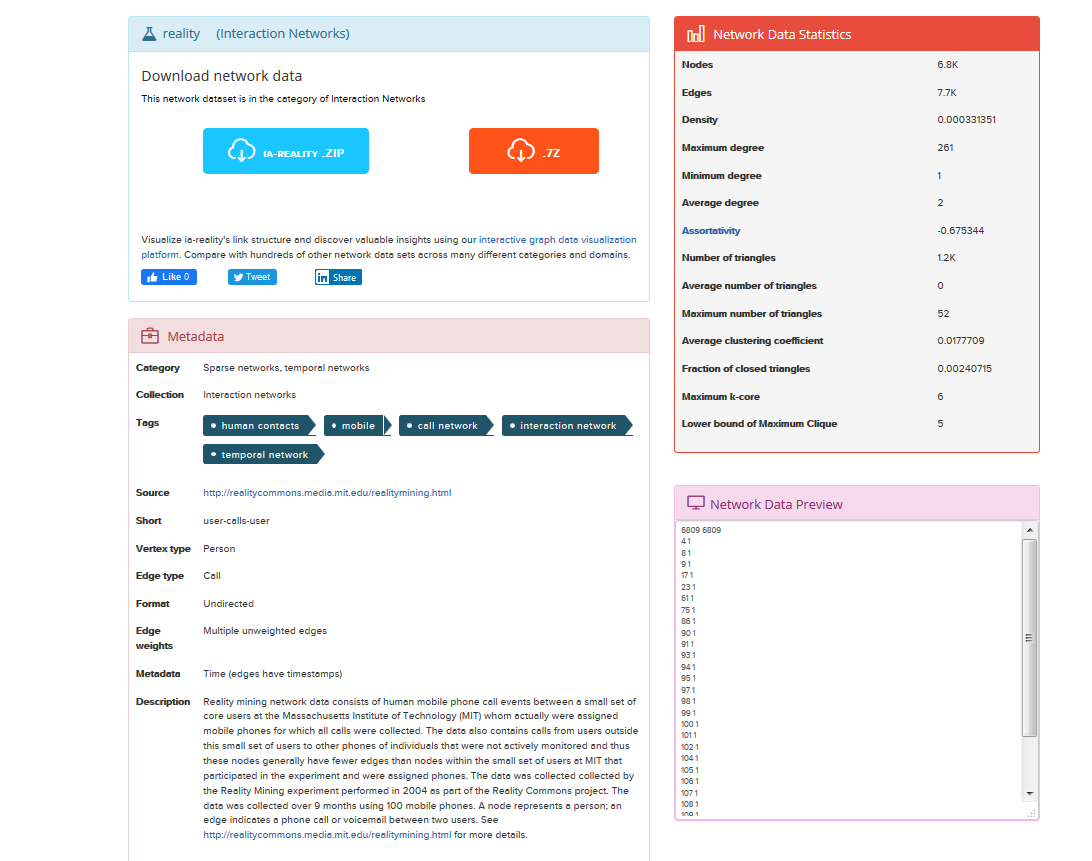 reality (Interaction Networks)
Download network data
This network dataset is in the category of Interaction Networks
IA-REALITY .ZIP
.7Z
Visualize ia-reality's link structure and discover valuable insights using our interactive graph data visualization
platform. Compare with hundreds of other network data sets across many different categories and domains.
Like 0
Tweet
in Share
Metadata
Category Sparse networks, temporal networks
Collection Interaction networks
Tags human contacts mobile call network interaction network
temporal network
Source http://realitycommons.media.mit.edu/realitymining.html
Short user-calls-user
Vertex type Person
Edge type Call
Format Undirected
Edge Multiple unweighted edges
weights
Metadata Time (edges have timestamps)
Description Reality mining network data consists of human mobile phone call events between a small set of
core users at the Massachusetts Institute of Technology (MIT) whom actually were assigned
mobile phones for which all calls were collected. The data also contains calls from users outside
this small set of users to other phones of individuals that were not actively monitored and thus
these nodes generally have fewer edges than nodes within the small set of users at MIT that
participated in the experiment and were assigned phones. The data was collected collected by
the Reality Mining experiment performed in 2004 as part of the Reality Commons project. The
data was collected over 9 months using 100 mobile phones. A node represents a person; an
edge indicates a phone call or voicemail between two users. See
http://realitycommons.media.mit.edu/realitymining.html for more details.
Network Data Statistics
Nodes 6.8K
Edges 7.7K
Density 0.000331351
Maximum degree 261
Minimum degree 1
Average degree 2
Assortativity -0.675344
Number of triangles 1.2K
Average number of triangles 0
Maximum number of triangles 52
Average clustering coefficient 0.0177709
Fraction of closed triangles 0.00240715
Maximum k-core 6
Lower bound of Maximum Clique 5
Network Data Preview
6809 6809
4 1
8 1
9 1
17 1
23 1
61 1
75 1
86 1
90 1
91 1
93 1
94 1
95 1
97 1
98 1
99 1
100 1
101 1
102 1
104 1
105 1
106 1
107 1
108 1
109 1